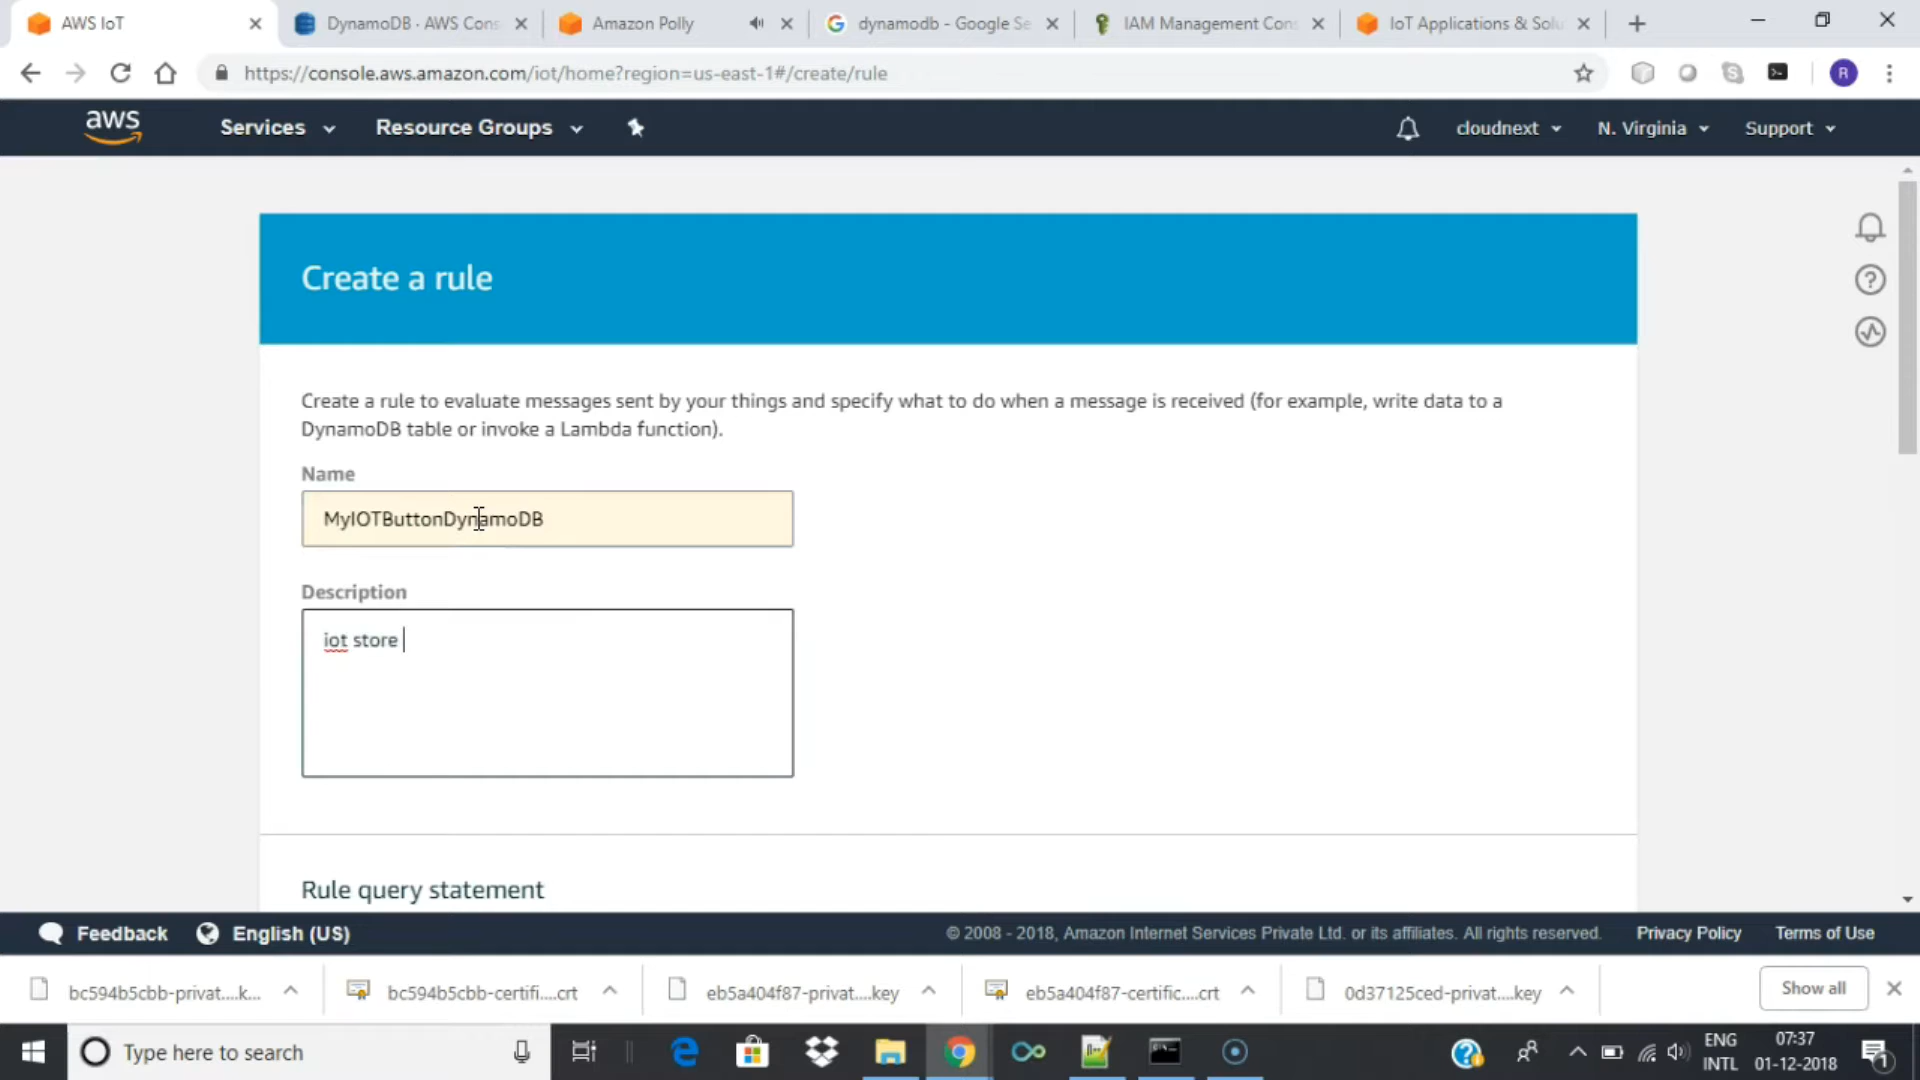 AWS IoT
DynamoDB · AWS Cons
Amazon Polly
dynamodb - Google Se
IAM Management Cons
IoT Applications & Solu
https://console.aws.amazon.com/iot/home?region=us-east-1#/create/rule
R
aws
Services
Resource Groups
cloudnext
N. Virginia
Support
Create a rule
Create a rule to evaluate messages sent by your things and specify what to do when a message is received (for example, write data to a
DynamoDB table or invoke a Lambda function).
Name
MyIOTButtonDynamoDB
Description
iot store
Rule query statement
Feedback
English (US)
© 2008 - 2018, Amazon Internet Services Private Ltd. or its affiliates. All rights reserved.
Privacy Policy
Terms of Use
bc594b5cbb-privat....k...
bc594b5cbb-certifi....crt
eb5a404f87-privat....key
eb5a404f87-certific....crt
0d37125ced-privat....key
Show all
Type here to search
ENG
INTL
07:37
01-12-2018
1